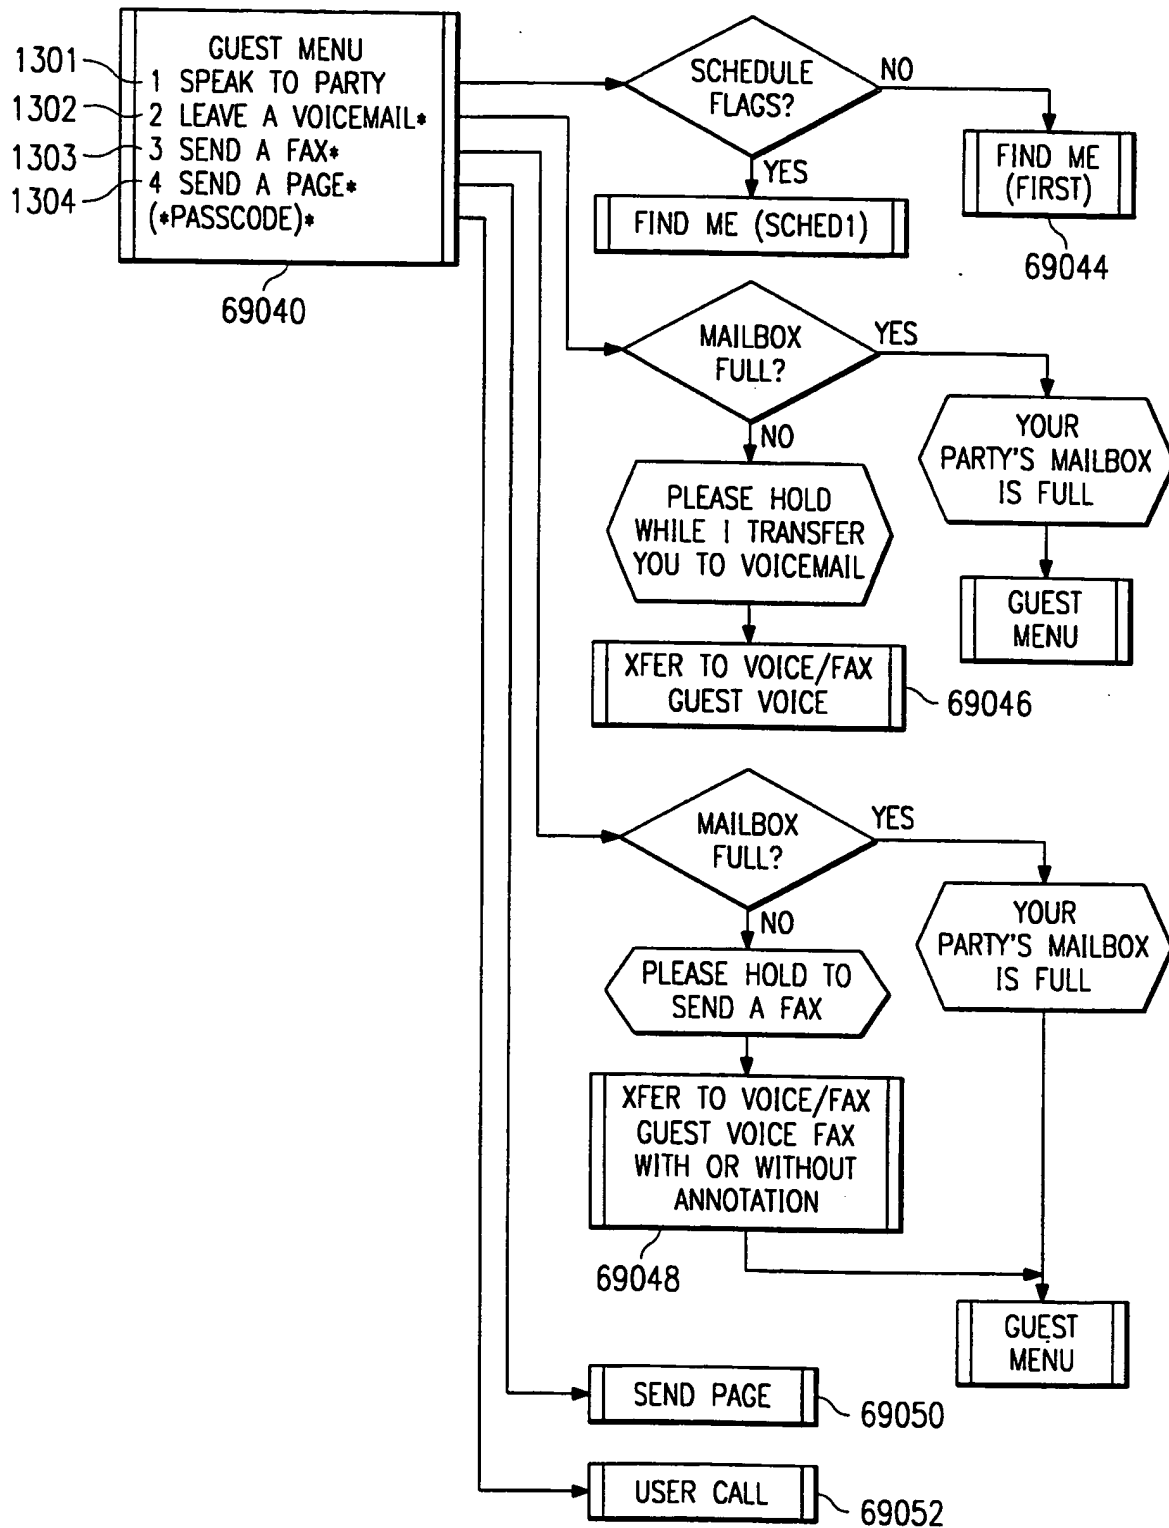 GUEST MENU
1 SPEAK TO PARTY
2 LEAVE A VOICEMAIL*
3 SEND A FAX*
4 SEND A PAGE*
(*PASSCODE)*
1301
1302
1303
1304
69040
SCHEDULE
FLAGS?
NO
YES
FIND ME (SCHED1)
FIND ME
(FIRST)
69044
MAILBOX
FULL?
YES
NO
YOUR
PARTY'S MAILBOX
IS FULL
PLEASE HOLD
WHILE I TRANSFER
YOU TO VOICEMAIL
GUEST
MENU
XFER TO VOICE/FAX
GUEST VOICE
69046
MAILBOX
FULL?
YES
NO
YOUR
PARTY'S MAILBOX
IS FULL
PLEASE HOLD TO
SEND A FAX
XFER TO VOICE/FAX
GUEST VOICE FAX
WITH OR WITHOUT
ANNOTATION
69048
GUEST
MENU
SEND PAGE
69050
USER CALL
69052